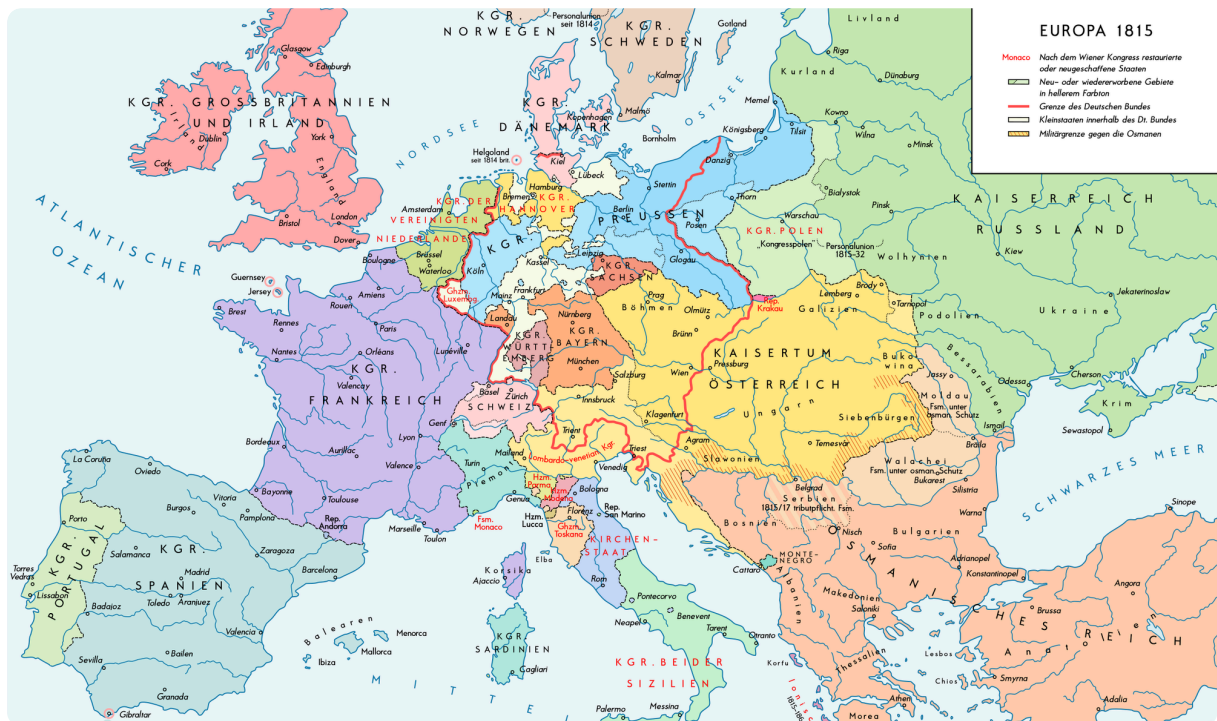 EUROPA 1815
Monaco Nach dem Wiener Kongress restaurierte
oder neugeschaffene Staaten
Neu- oder wiedererworbene Gebiete
in hellerem Farbton
Grenze des Deutschen Bundes
Kleinstaaten innerhalb des Dt. Bundes
Militärgrenze gegen die Osmanen
KGR.
NORWEGEN
Personalunion
seit 1814
KGR.
SCHWEDEN
Gotland
Kalmar
Malmö
Livland
Riga
Kurland
Dünaburg
Memel
Kowno
Wilna
Tilsit
Minsk
Glasgow
Edinburgh
KGR. GROSSBRITANNIEN
UND IRLAND
Irland
Dublin
Cork
York
England
Bristol
London
Dover
NORDSEE
OSTSEE
KGR.
DÄNEMARK
Kopenhagen
Bornholm
Helgoland
seit 1814 brit.
Kiel
Lübeck
Hamburg
Bremen
KGR.
HANNOVER
Königsberg
Danzig
Stettin
Berlin
KGR.
PREUSSEN
Thorn
Posen
Glogau
Bialystok
Pinsk
Warschau
KGR. POLEN
"Kongresspolen"
Personalunion
1815-32
Wolhynien
KAISERREICH
RUSSLAND
Kiew
Jekaterinoslaw
Ukraine
Podolien
Bessarabien
Cherson
Odessa
Ismail
Krim
Sewastopol
ATLANTISCHER
OZEAN
Amsterdam
KGR. DER
VEREINIGTEN
NIEDERLANDE
Brüssel
Waterloo
Köln
Kassel
Leipzig
KGR.
SACHSEN
Ghzm.
Luxembg.
Mainz
Frankfurt
Landau
Nürnberg
KGR.
BAYERN
München
KGR.
WÜRTT-
EMBERG
Guernsey
Jersey
Boulogne
Amiens
Rouen
Brest
Rennes
Paris
Lunéville
Nantes
Orléans
KGR.
FRANKREICH
Valencay
Bordeaux
Aurillac
Lyon
Valence
Bayonne
Toulouse
Marseille
Toulon
Rep.
Andorra
Basel
Zürich
SCHWEIZ
Genf
Prag
Böhmen
Olmütz
Brünn
Rep.
Krakau
Lemberg
Brody
Tarnopol
Galizien
KAISERTUM
ÖSTERREICH
Wien
Pressburg
Salzburg
Innsbruck
Klagenfurt
Ungarn
Buko-
wina
Siebenbürgen
Temesvár
Agram
Slawonien
Trient
Triest
Venedig
Mailand
Lombardo-venetian. Kgr.
Turin
Piemont
Genua
Hzm.
Parma
Hzm.
Modena
Bologna
Hzm.
Lucca
Florenz
Ghzm.
Toskana
Rep.
San Marino
KIRCHEN-
STAAT
Rom
Elba
Fsm.
Monaco
Korsika
Ajaccio
KGR.
SARDINIEN
Cagliari
Pontecorvo
Neapel
Benevent
Tarent
Otranto
KGR. BEIDER
SIZILIEN
Palermo
Messina
Jassy
Moldau
Fsm. unter
osman. Schutz
Braila
Walachei
Fsm. unter osman. Schutz
Bukarest
Silistria
Warna
Belgrad
Serbien
1815/17 tributpflicht. Fsm.
Bosnien
Nisch
Bulgarien
Sofia
MONTE-
NEGRO
Cattaro
Albanien
OSMANISCHES REICH
Adrianopel
Konstantinopel
Makedonien
Saloniki
Thessalien
Korfu
Athen
Morea
Lesbos
Chios
Brussa
Angora
Anatolien
Smyrna
Adalia
Sinope
SCHWARZES MEER
La Coruña
Oviedo
Vitoria
Burgos
Pamplona
Zaragoza
Barcelona
Porto
KGR.
PORTUGAL
Torres
Vedras
Lissabon
Salamanca
KGR.
SPANIEN
Madrid
Toledo
Aranjuez
Badajoz
Valencia
Bailen
Sevilla
Granada
Gibraltar
Balearen
Menorca
Mallorca
Ibiza